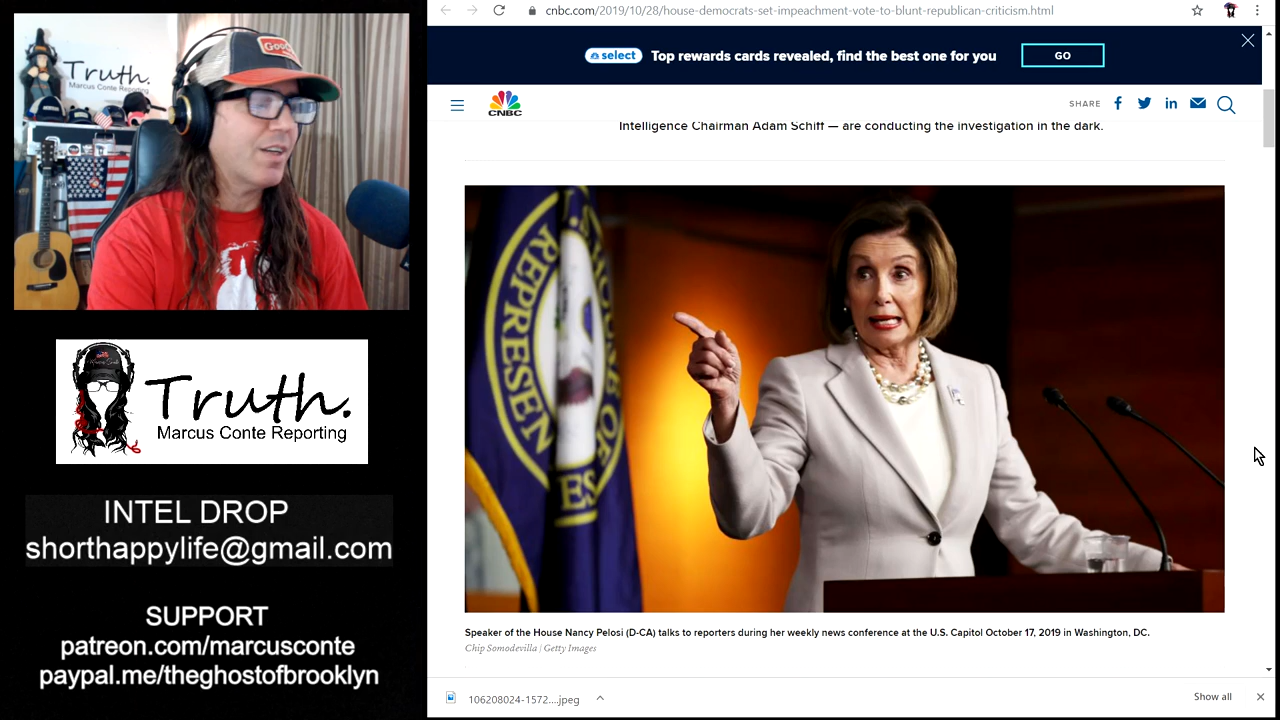 Truth.
Marcus Conte Reporting
Truth.
Marcus Conte Reporting
INTEL DROP
shorthappylife@gmail.com
SUPPORT
patreon.com/marcusconte
paypal.me/theghostofbrooklyn
cnbc.com/2019/10/28/house-democrats-set-impeachment-vote-to-blunt-republican-criticism.html
select Top rewards cards revealed, find the best one for you GO
CNBC
SHARE
Intelligence Chairman Adam Schiff — are conducting the investigation in the dark.
HOUSE OF
REPRESEN
ES
Speaker of the House Nancy Pelosi (D-CA) talks to reporters during her weekly news conference at the U.S. Capitol October 17, 2019 in Washington, DC.
Chip Somodevilla | Getty Images
106208024-1572....jpeg
Show all